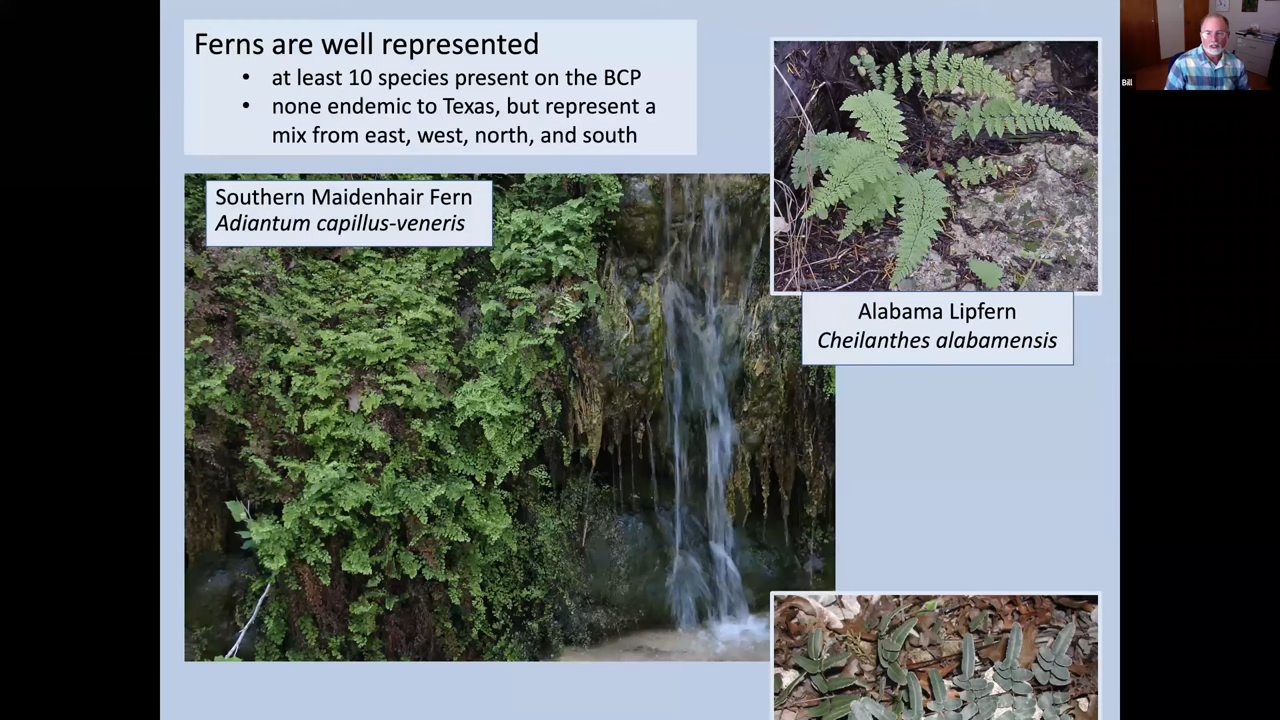 Ferns are well represented
• at least 10 species present on the BCP
• none endemic to Texas, but represent a
mix from east, west, north, and south
Southern Maidenhair Fern
Adiantum capillus-veneris
Alabama Lipfern
Cheilanthes alabamensis
Bill